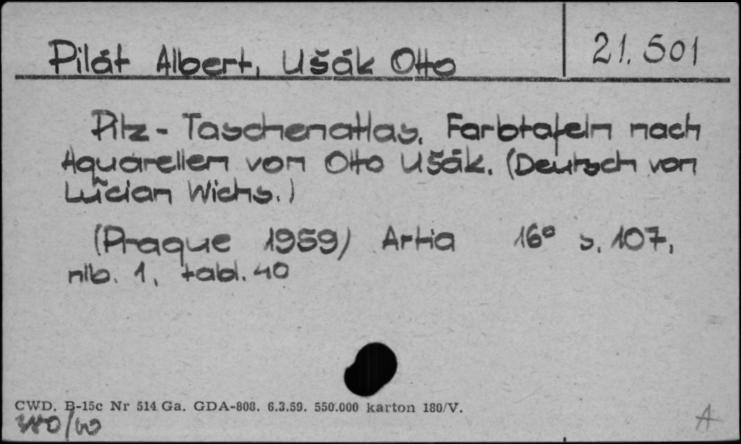 Pilát Albert, Ušák Otto 21.501
Pilz - Taschenatlas. Farbtafeln nach
Aquarellen von Otto Ušák. (Deutsch von
Lucian Wichs.)
(Prague 1959) Artia 16° s. 107,
nlb. 1, tabl. 40
CWD. B-15c Nr 514 Ga. GDA-808. 6.3.59. 550.000 karton 180/V.
A